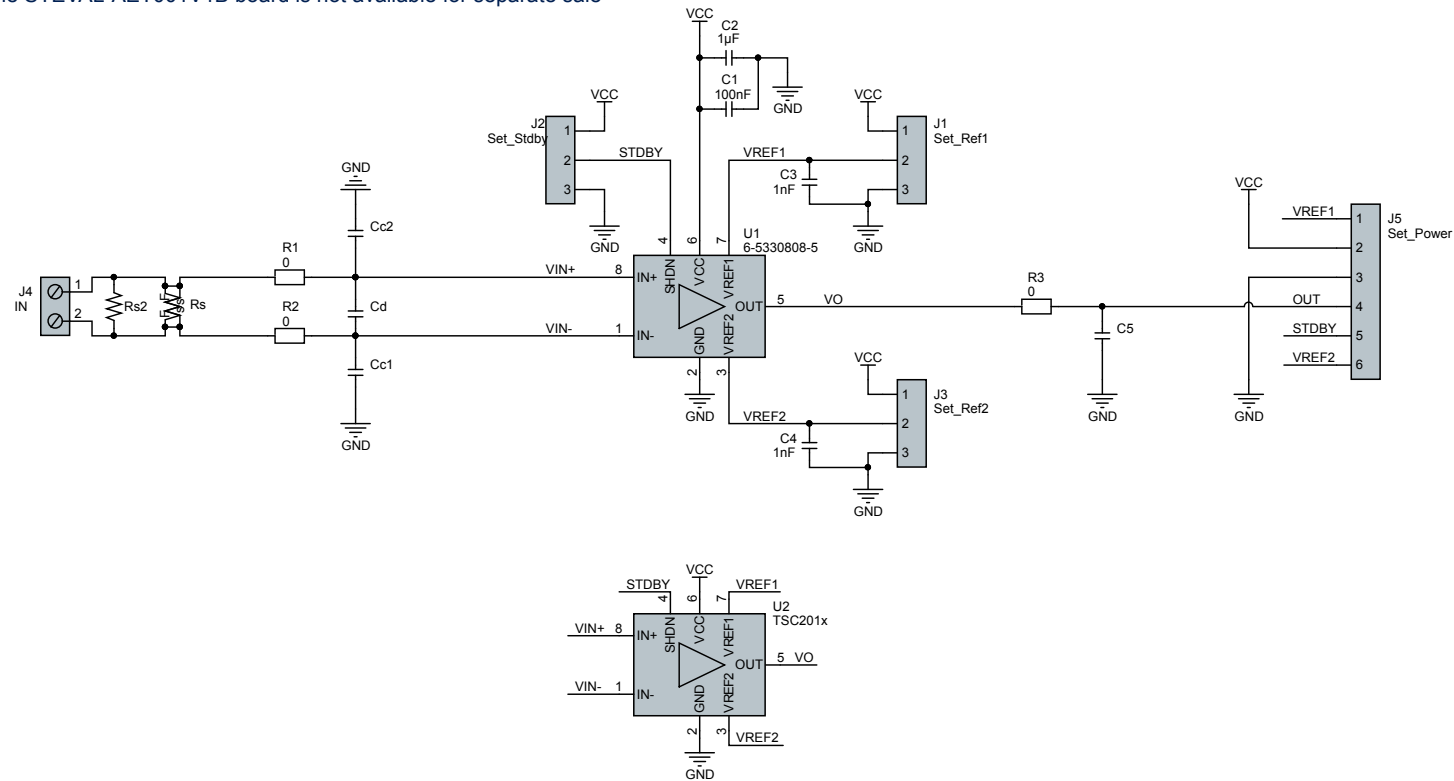 VCC
C2
1µF
C1
100nF
GND
VCC
J2
Set_Stdby
1
2
3
STDBY
GND
VCC
J1
Set_Ref1
1
2
3
VREF1
C3
1nF
GND
GND
Cc2
J4
IN
1
2
Rs2
Rs
R1
0
R2
0
Cd
Cc1
GND
VIN+
VIN-
U1
6-5330808-5
4
6
7
8
IN+
1
IN-
SHDN
VCC
VREF1
OUT
5
GND
VREF2
2
3
GND
VO
R3
0
C5
GND
VCC
J3
Set_Ref2
1
2
3
VREF2
C4
1nF
GND
VCC
J5
Set_Power
VREF1
1
2
3
OUT
4
STDBY
5
VREF2
6
GND
VCC
STDBY
VREF1
4
6
7
U2
TSC201x
VIN+
8
IN+
VIN-
1
IN-
SHDN
VCC
VREF1
OUT
5
VO
GND
VREF2
2
3
VREF2
GND